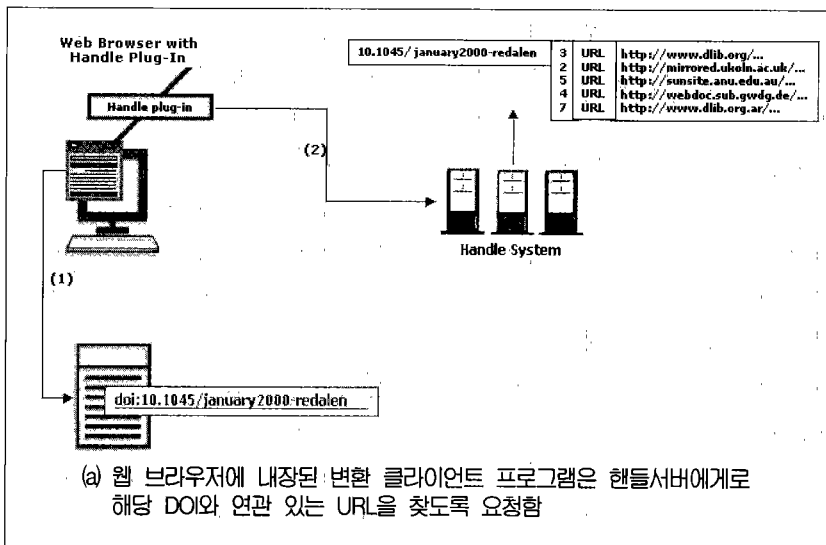 Web Browser with
Handle Plug-In
Handle plug-in
10.1045/ january2000-redalen
3 URL http://www.dlib.org/...
2 URL http://mirrored.ukoln.ac.uk/...
5 URL http://sunsite.anu.edu.au/...
4 URL http://webdoc.sub.gwdg.de/...
7 URL http://www.dlib.org.ar/...
(2)
Handle System
(1)
doi:10.1045/january2000-redalen
(a) 웹 브라우저에 내장된 변환 클라이언트 프로그램은 핸들서버에게로
해당 DOI와 연관 있는 URL을 찾도록 요청함